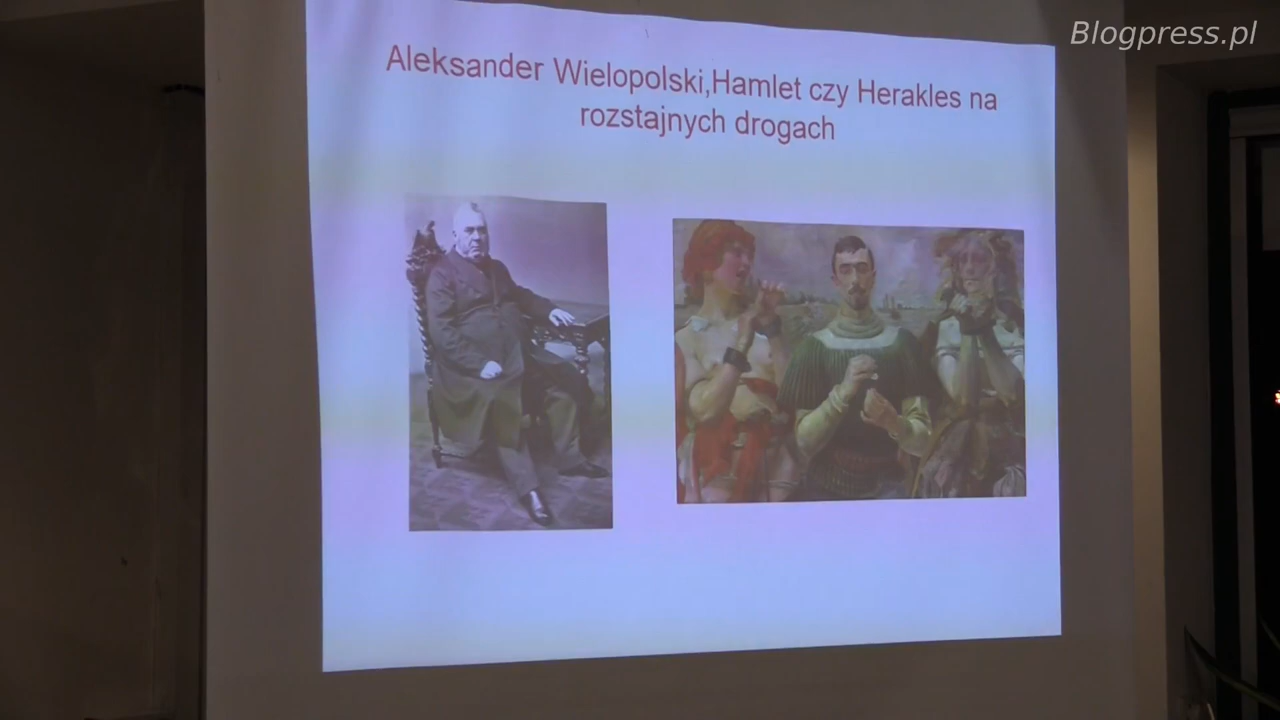 Blogpress.pl
Aleksander Wielopolski,Hamlet czy Herakles na
rozstajnych drogach